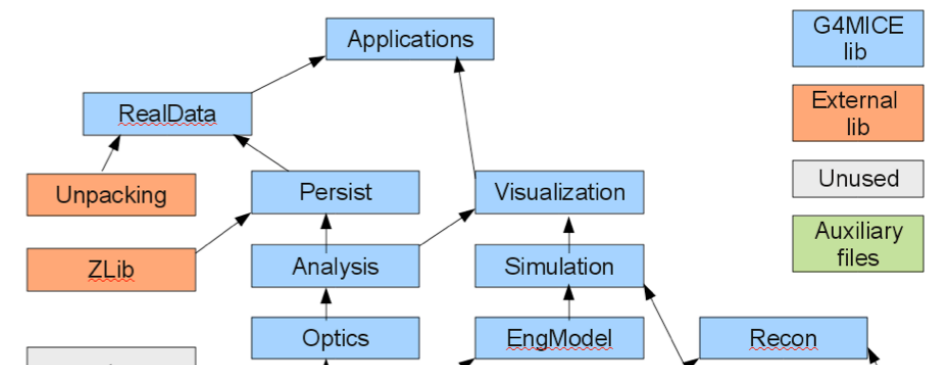 Applications
G4MICE
lib
RealData
External
lib
Unpacking
Persist
Visualization
Unused
ZLib
Analysis
Simulation
Auxiliary
files
Optics
EngModel
Recon